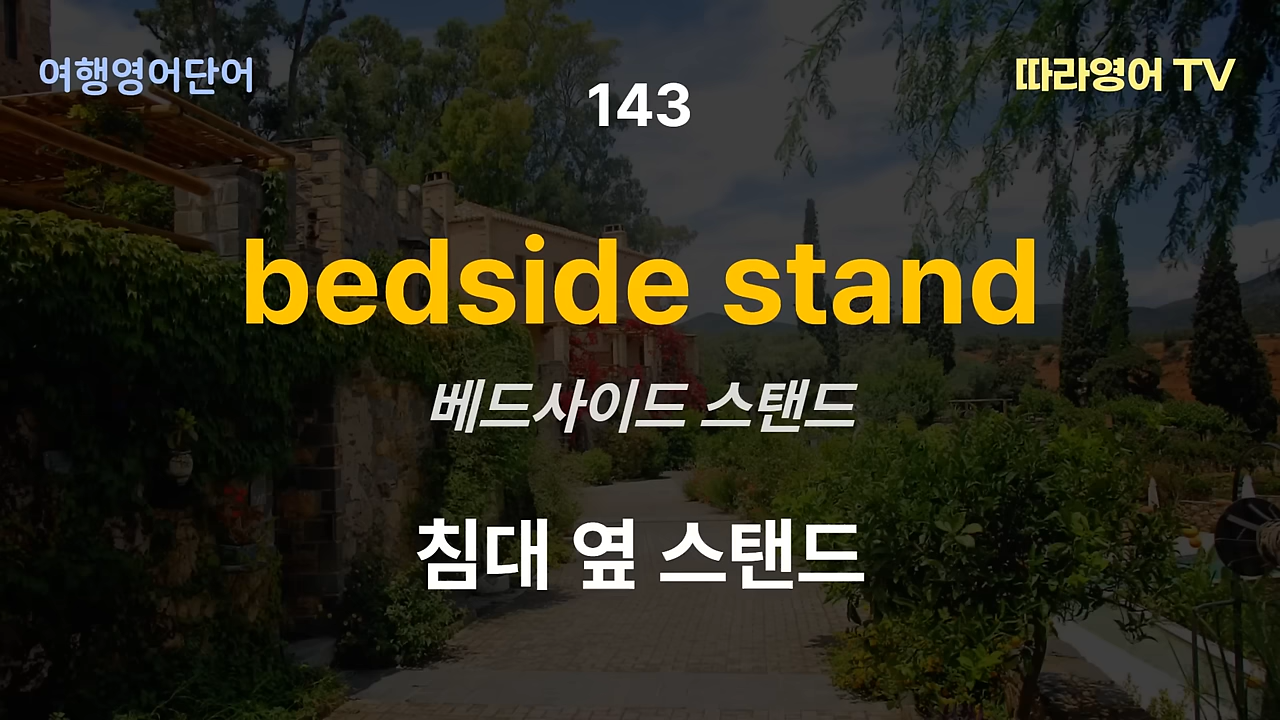 여행영어단어
따라영어 TV
143
bedside stand
베드사이드 스탠드
침대 옆 스탠드